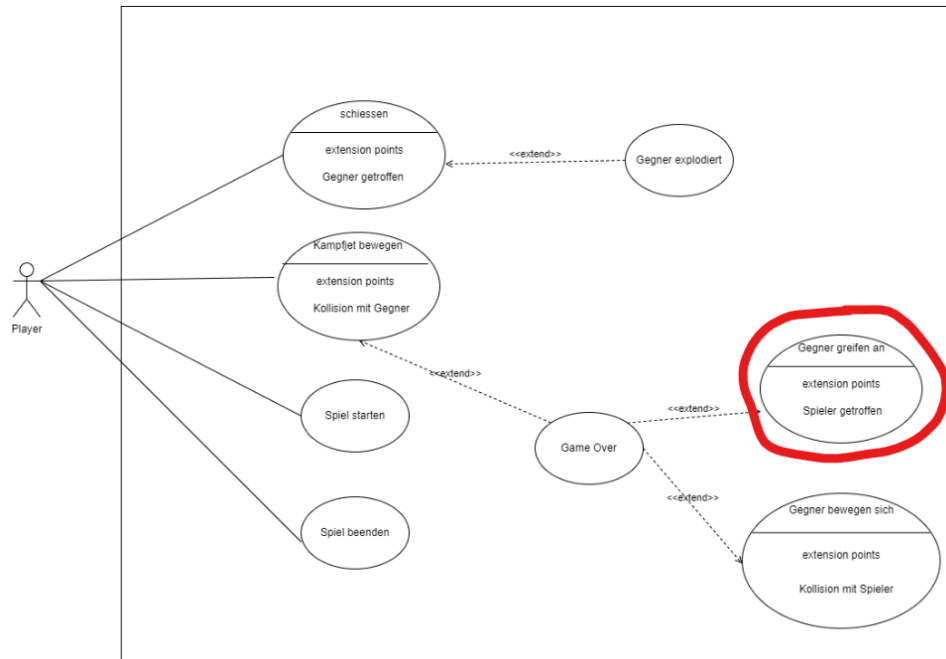 schiessen
extension points
Gegner getroffen
<<extend>>
Gegner explodiert
Kampfjet bewegen
extension points
Kollision mit Gegner
Player
<<extend>>
Gegner greifen an
extension points
Spieler getroffen
<<extend>>
Spiel starten
Game Over
<<extend>>
Gegner bewegen sich
extension points
Kollision mit Spieler
Spiel beenden